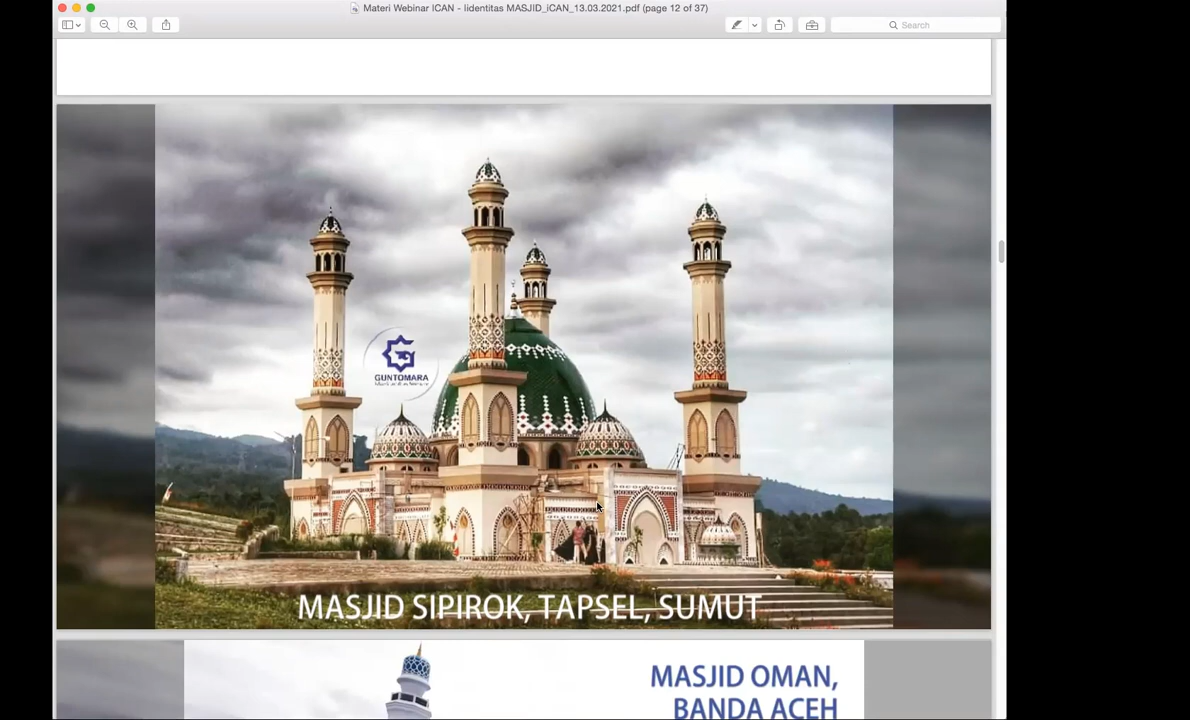 Materi Webinar ICAN - Iidentitas MASJID_iCAN_13.03.2021.pdf (page 12 of 37)
Search
GUNTOMARA
MASJID SIPIROK, TAPSEL, SUMUT
MASJID OMAN,
BANDA ACEH